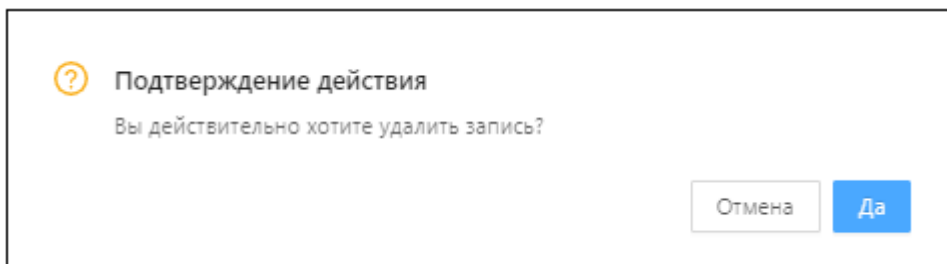 Подтверждение действия
Вы действительно хотите удалить запись?
Отмена Да